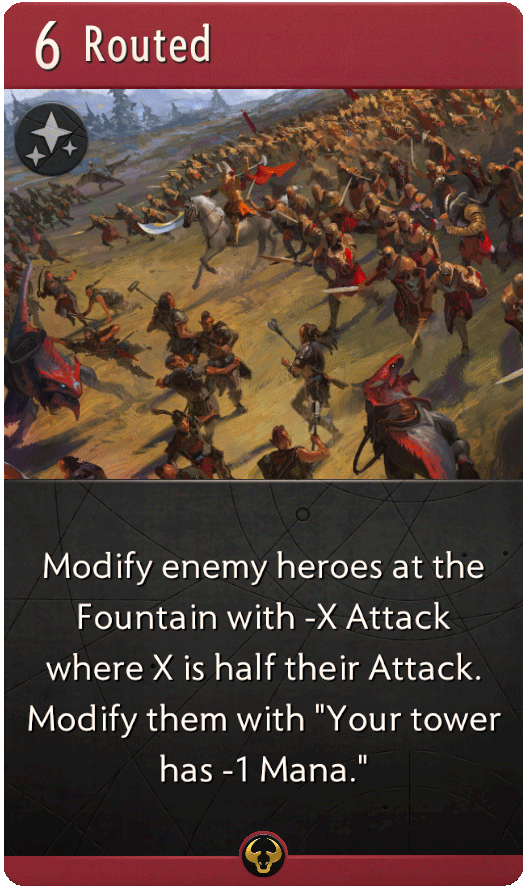 6 Routed
Modify enemy heroes at the
Fountain with -X Attack
where X is half their Attack.
Modify them with "Your tower
has -1 Mana."